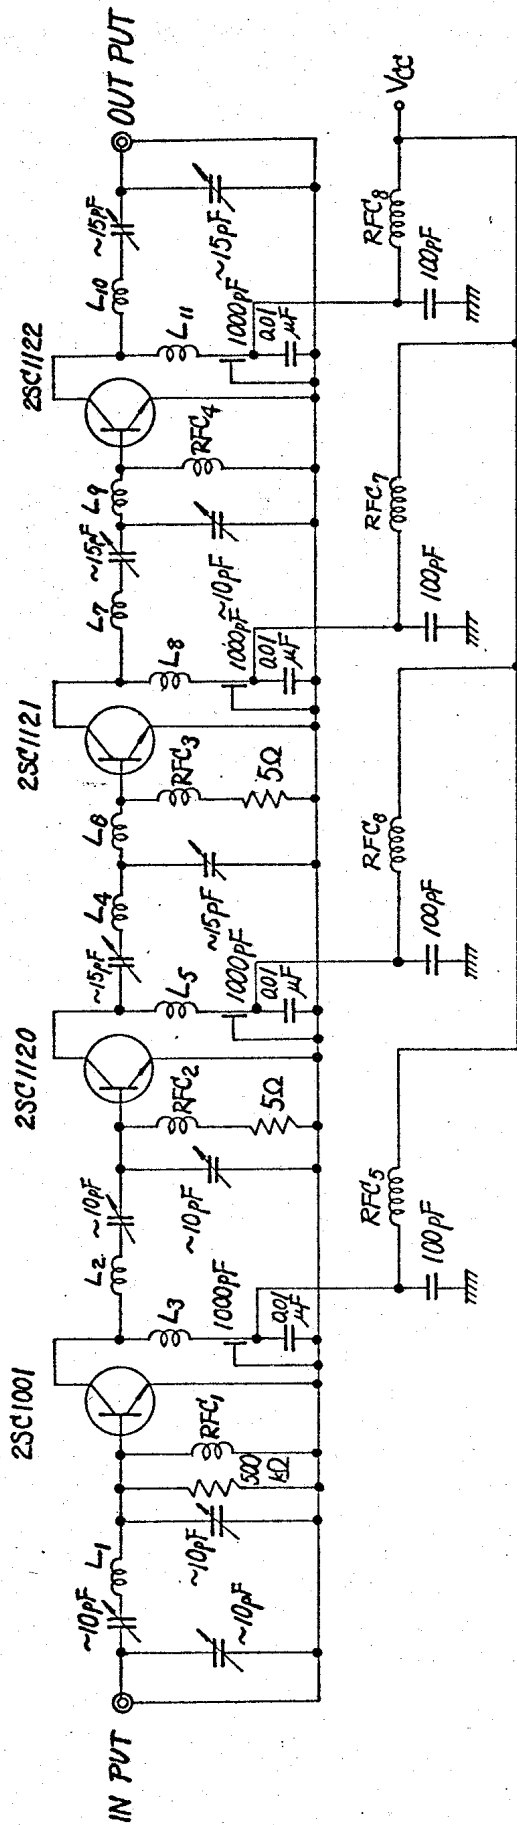 IN PUT
~10pF
~10pF
L1
~10pF
500
kΩ
RFC1
2SC1001
L3
1000pF
0.01
μF
L2
~10pF
~10pF
RFC2
5Ω
2SC1120
L5
1000pF
0.01
μF
~15pF
L4
~15pF
L6
RFC3
5Ω
2SC1121
L8
1000pF
0.01
μF
L7
~15pF
~10pF
L9
RFC4
2SC1122
L11
1000pF
0.01
μF
L10
~15pF
~15pF
OUT PUT
100pF
RFC5
100pF
RFC6
100pF
RFC7
100pF
RFC8
VCC